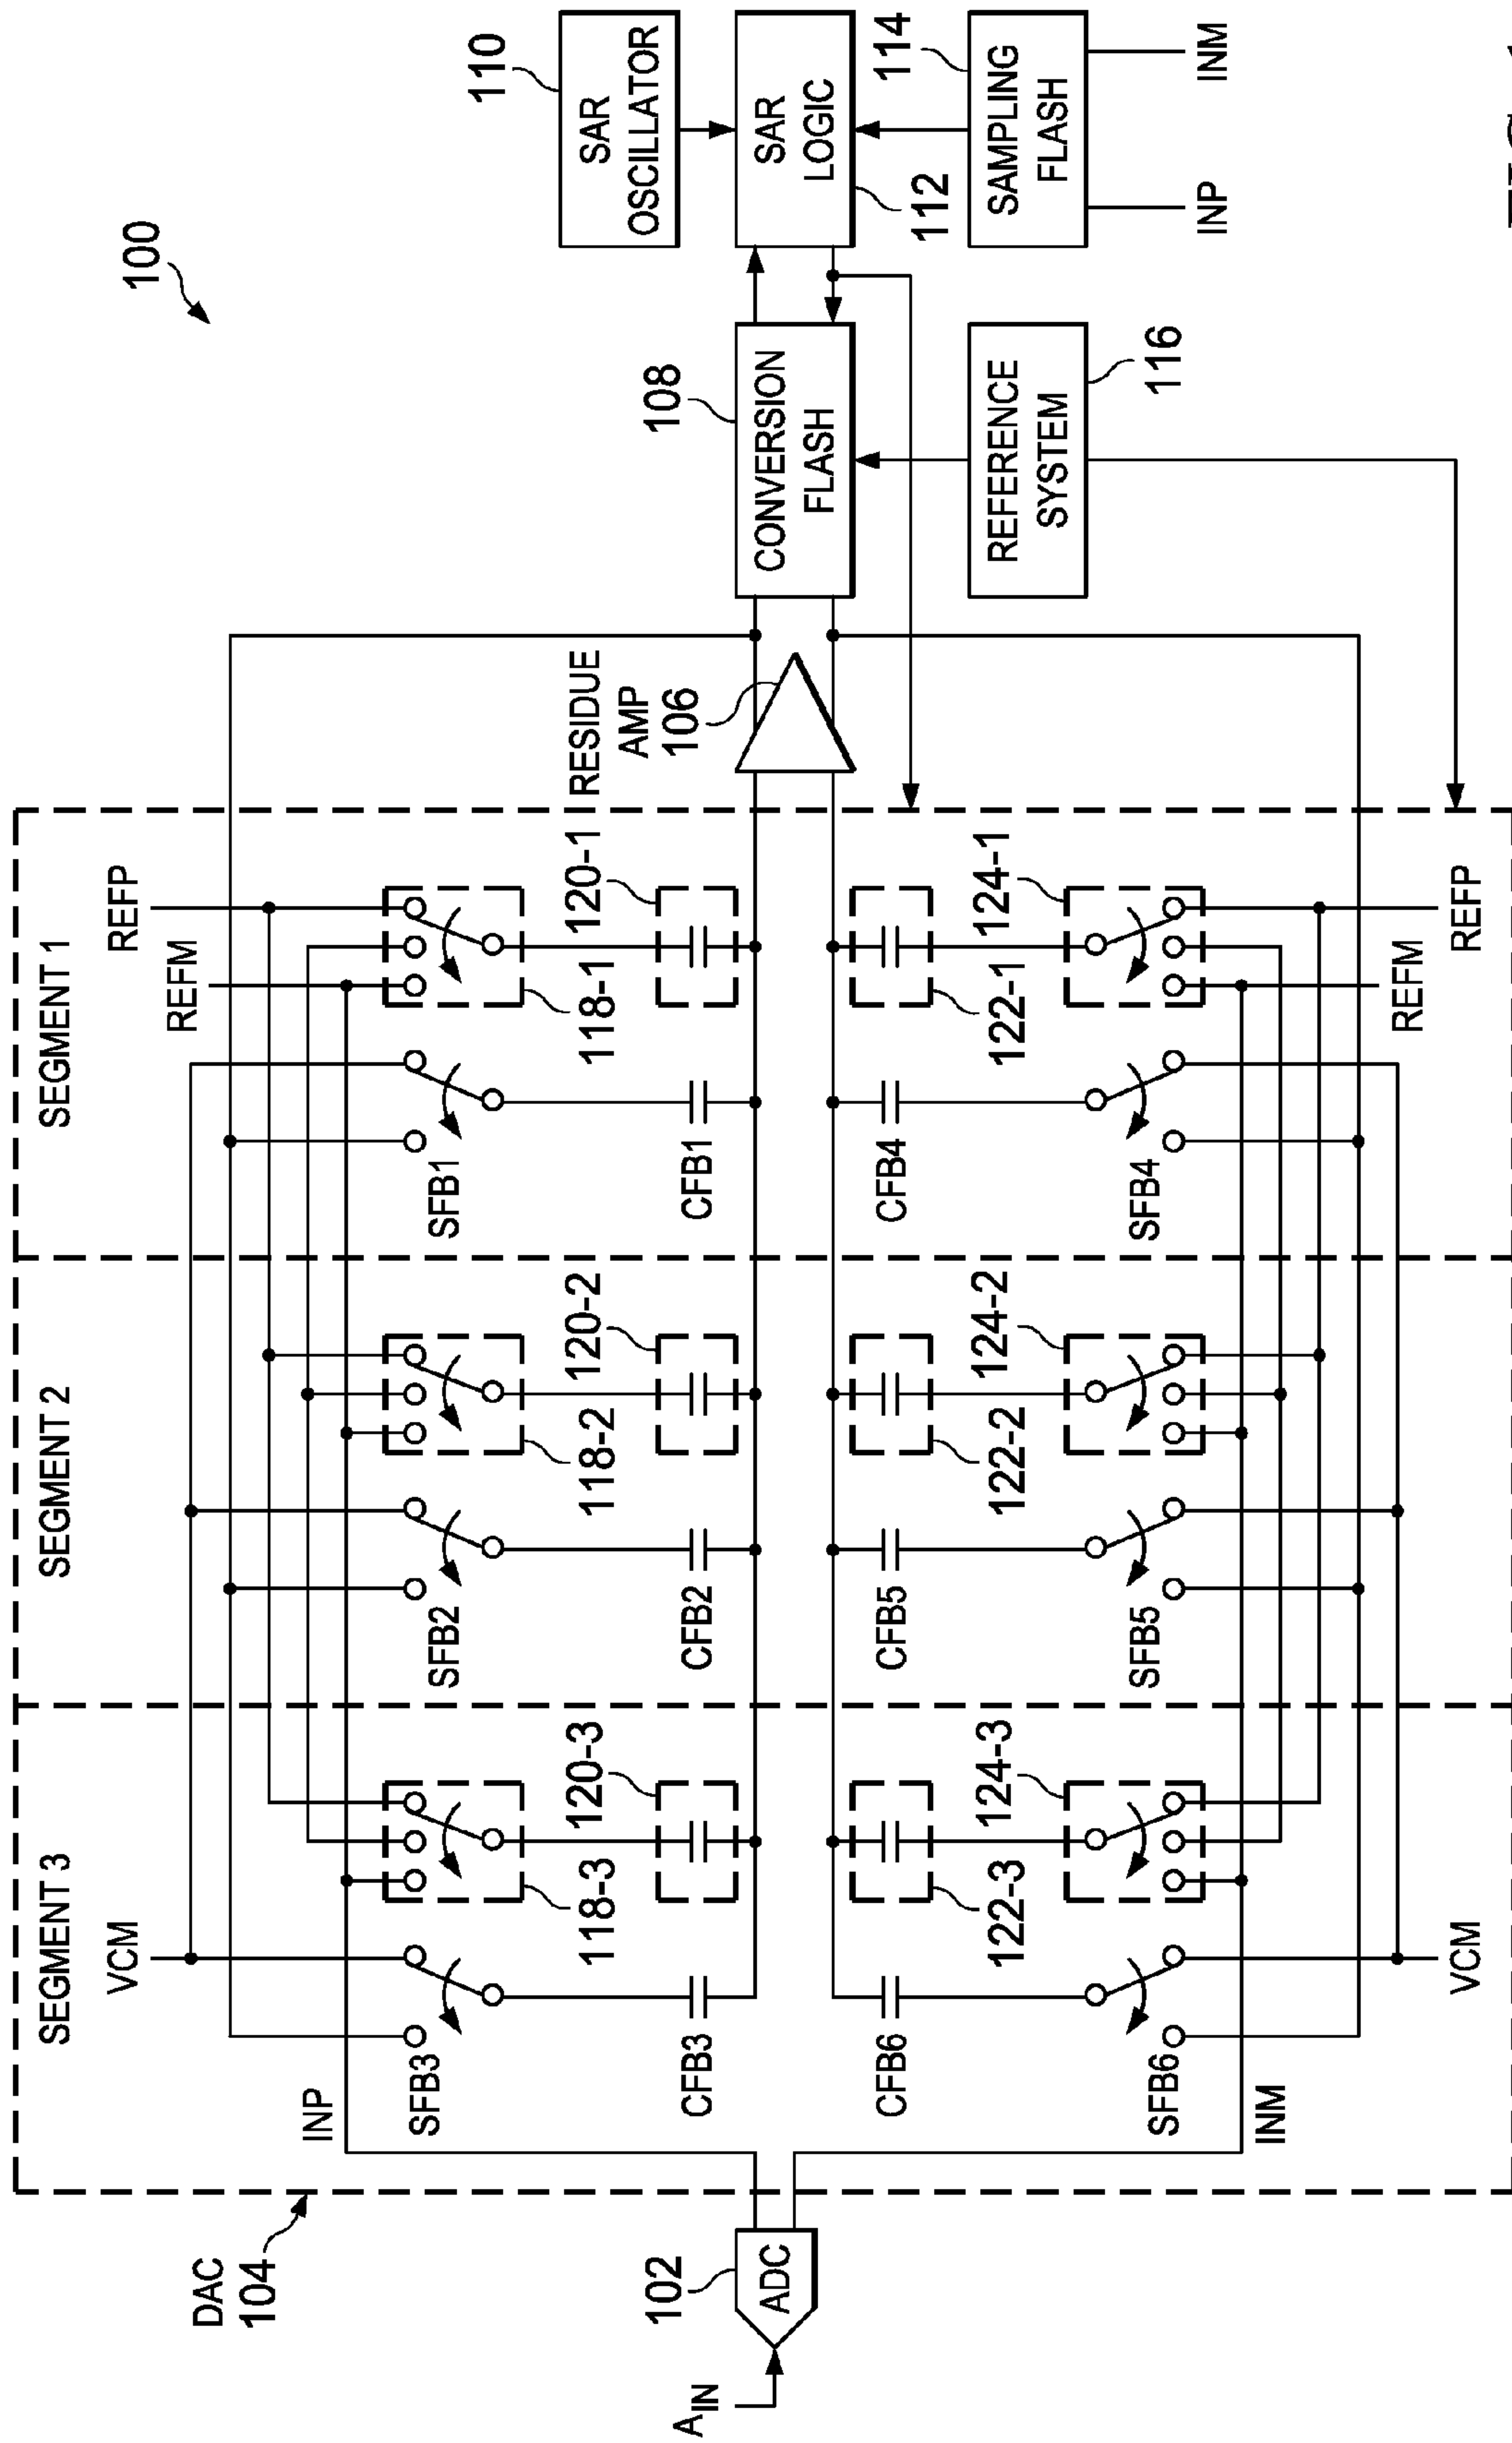 100
SEGMENT 3
SEGMENT 2
SEGMENT 1
VCM
REFM
REFP
DAC
104
INP
SFB3
118-3
SFB2
118-2
SFB1
118-1
CFB3
120-3
CFB2
120-2
CFB1
120-1
RESIDUE
AMP
106
108
CONVERSION
FLASH
110
SAR
OSCILLATOR
SAR
LOGIC
112
114
SAMPLING
FLASH
INP
INM
REFERENCE
SYSTEM
116
A_IN
102
ADC
CFB6
122-3
CFB5
122-2
CFB4
122-1
SFB6
124-3
SFB5
124-2
SFB4
124-1
INM
VCM
REFM
REFP